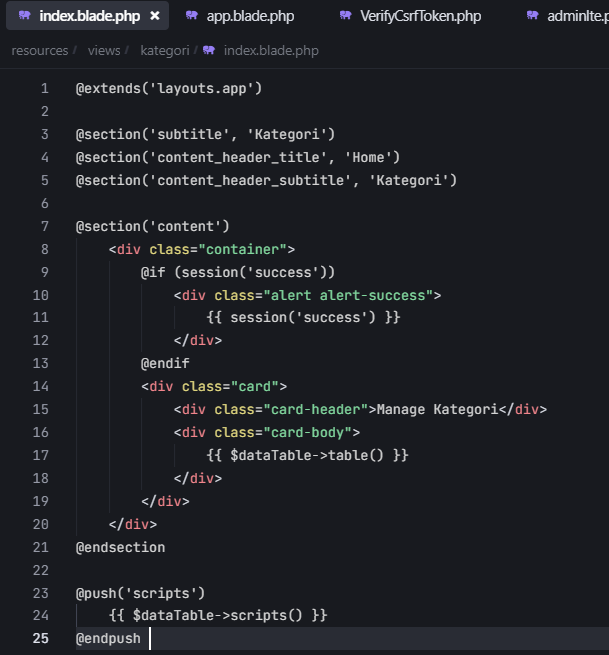 index.blade.php × app.blade.php VerifyCsrfToken.php adminlte.p
resources / views / kategori / index.blade.php
1 @extends('layouts.app')
2
3 @section('subtitle', 'Kategori')
4 @section('content_header_title', 'Home')
5 @section('content_header_subtitle', 'Kategori')
6
7 @section('content')
8     <div class="container">
9         @if (session('success'))
10             <div class="alert alert-success">
11                 {{ session('success') }}
12             </div>
13         @endif
14         <div class="card">
15             <div class="card-header">Manage Kategori</div>
16             <div class="card-body">
17                 {{ $dataTable->table() }}
18             </div>
19         </div>
20     </div>
21 @endsection
22
23 @push('scripts')
24     {{ $dataTable->scripts() }}
25 @endpush